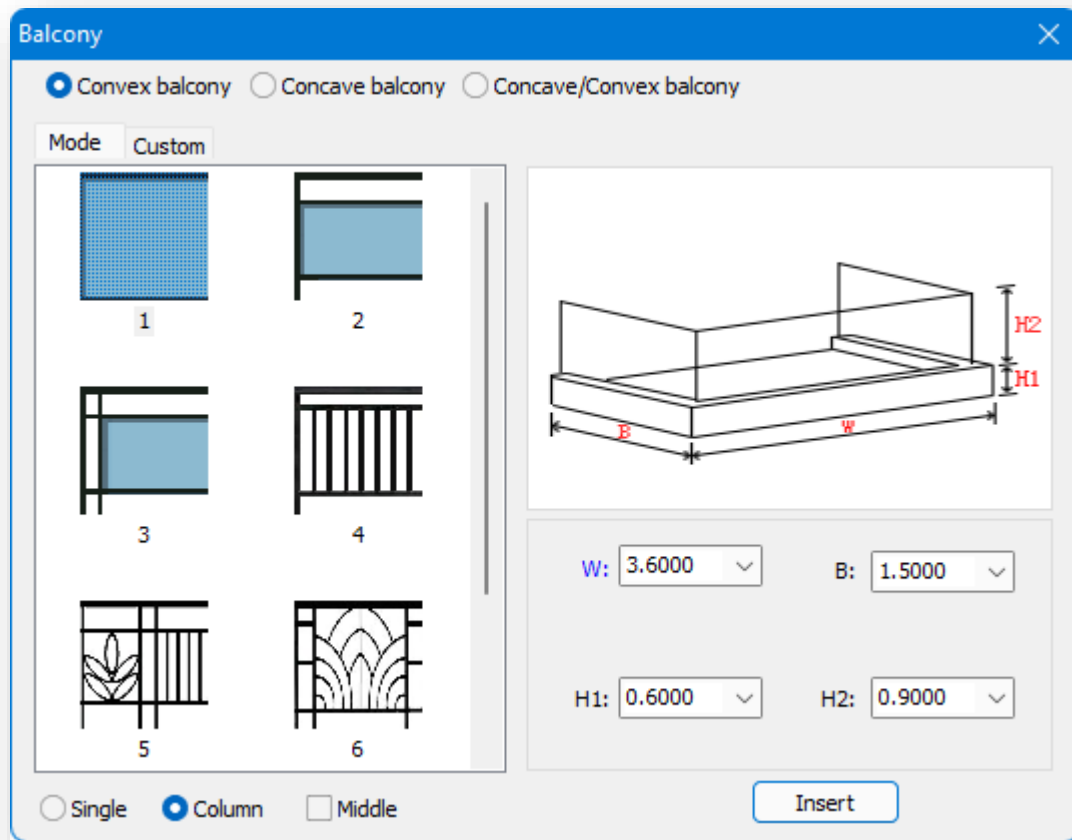 Balcony
Convex balcony Concave balcony Concave/Convex balcony
Mode Custom
1 2
3 4
5 6
H2
H1
B W
W: 3.6000 B: 1.5000
H1: 0.6000 H2: 0.9000
Single Column Middle
Insert